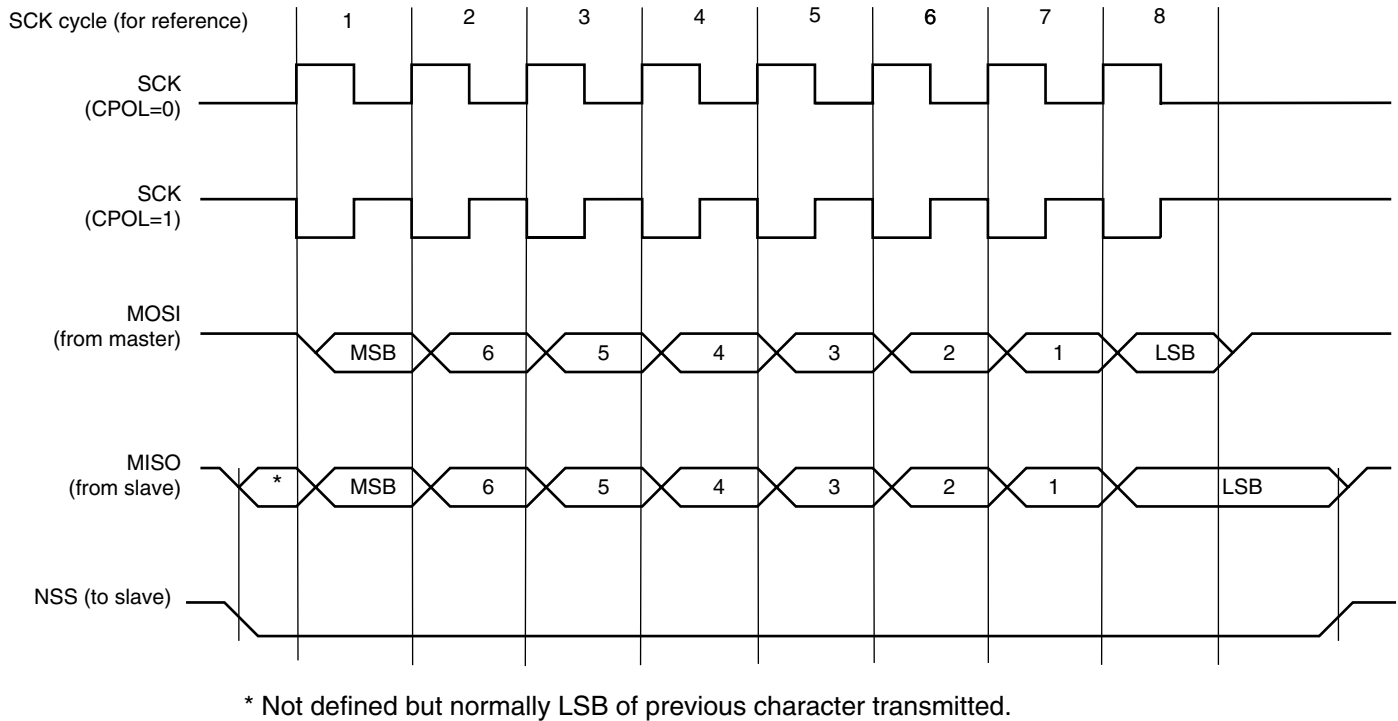 SCK cycle (for reference) 1 2 3 4 5 6 7 8
SCK
(CPOL=0)
SCK
(CPOL=1)
MOSI
(from master)
MSB 6 5 4 3 2 1 LSB
MISO
(from slave)
* MSB 6 5 4 3 2 1 LSB
NSS (to slave)
* Not defined but normally LSB of previous character transmitted.